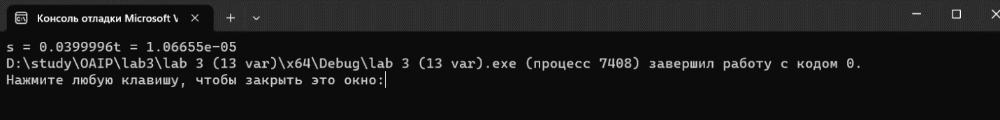 Консоль отладки Microsoft V
s = 0.0399996t = 1.06655e-05
D:\study\OAIP\lab3\lab 3 (13 var)\x64\Debug\lab 3 (13 var).exe (процесс 7408) завершил работу с кодом 0.
Нажмите любую клавишу, чтобы закрыть это окно: